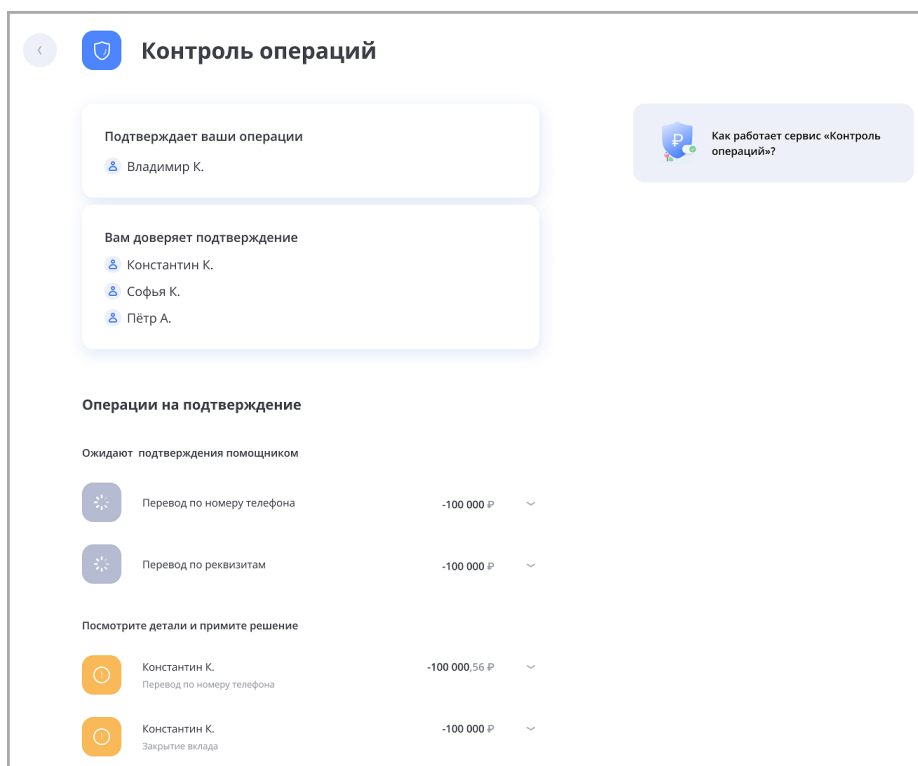 Контроль операций
Подтверждает ваши операции
Владимир К.
Как работает сервис «Контроль
операций»?
Вам доверяет подтверждение
Константин К.
Софья К.
Пётр А.
Операции на подтверждение
Ожидают подтверждения помощником
Перевод по номеру телефона -100 000 ₽
Перевод по реквизитам -100 000 ₽
Посмотрите детали и примите решение
Константин К. -100 000,56 ₽
Перевод по номеру телефона
Константин К. -100 000 ₽
Закрытие вклада